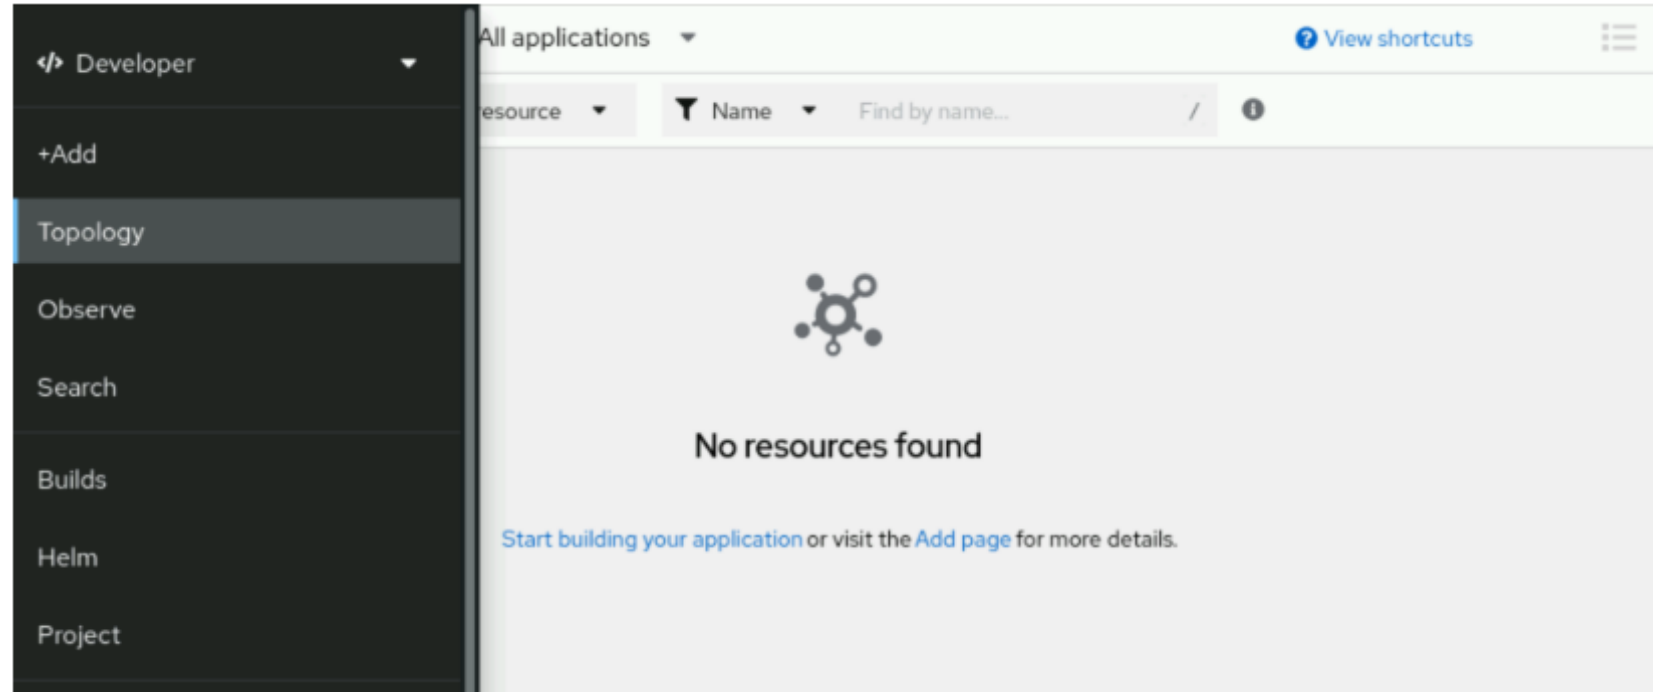 </> Developer
+Add
Topology
Observe
Search
Builds
Helm
Project
All applications
View shortcuts
esource
Name
Find by name...
/
No resources found
Start building your application or visit the Add page for more details.